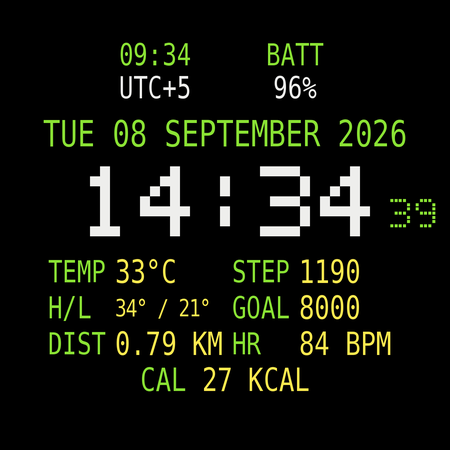 09:34 BATT
UTC+5 96%
TUE 08 SEPTEMBER 2026
14:34 39
TEMP 33°C STEP 1190
H/L 34° / 21° GOAL 8000
DIST 0.79 KM HR 84 BPM
CAL 27 KCAL